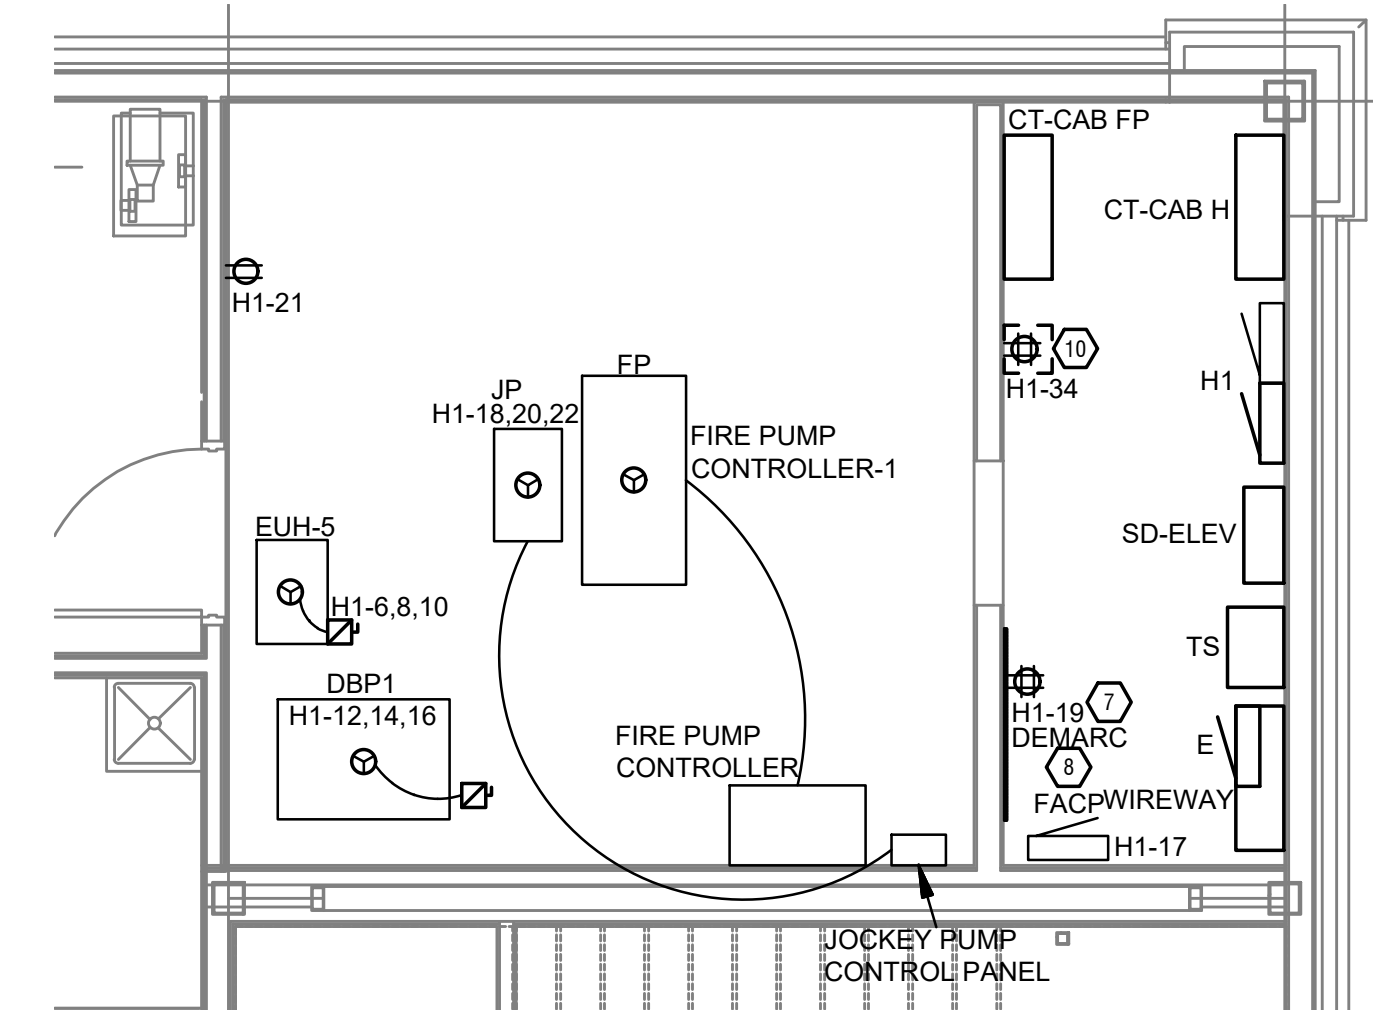 CT-CAB FP
CT-CAB H
H1-21
10
H1-34
H1
FP
JP
H1-18,20,22
FIRE PUMP
CONTROLLER-1
SD-ELEV
EUH-5
H1-6,8,10
TS
DBP1
H1-12,14,16
H1-19
7
DEMARC
FIRE PUMP
CONTROLLER
E
8
FACP
WIREWAY
H1-17
JOCKEY PUMP
CONTROL PANEL